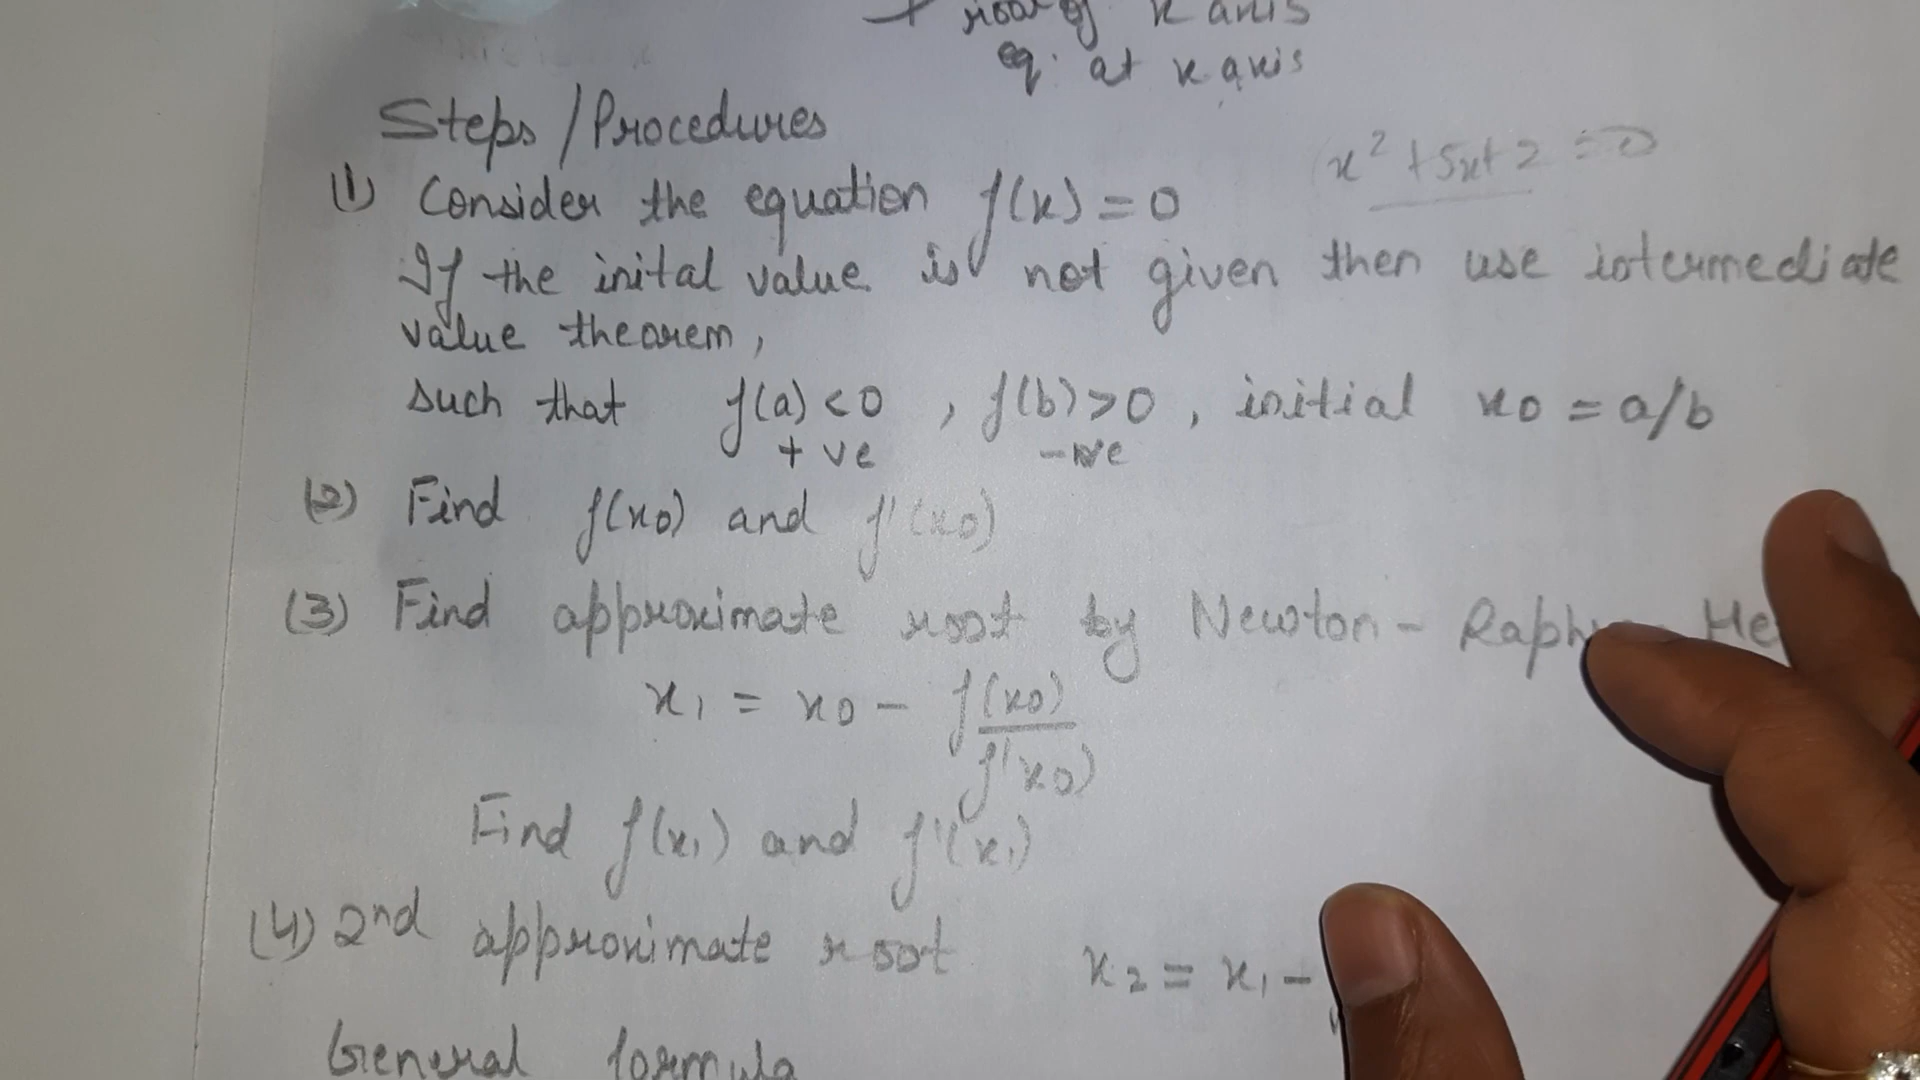 root of x axis
eq. at x axis
Steps / Procedures
x² + 5x + 2 = 0
(1) Consider the equation f(x) = 0
If the inital value is not given then use intermediate
value theorem,
such that f(a) < 0 , f(b) > 0 , initial x0 = a/b
+ ve - ve
(2) Find f(x0) and f'(x0)
(3) Find approximate root by Newton - Raph Me
x1 = x0 - f(x0)
f'x0)
Find f(x1) and f'(x1)
(4) 2nd approximate root x2 = x1 -
General formula